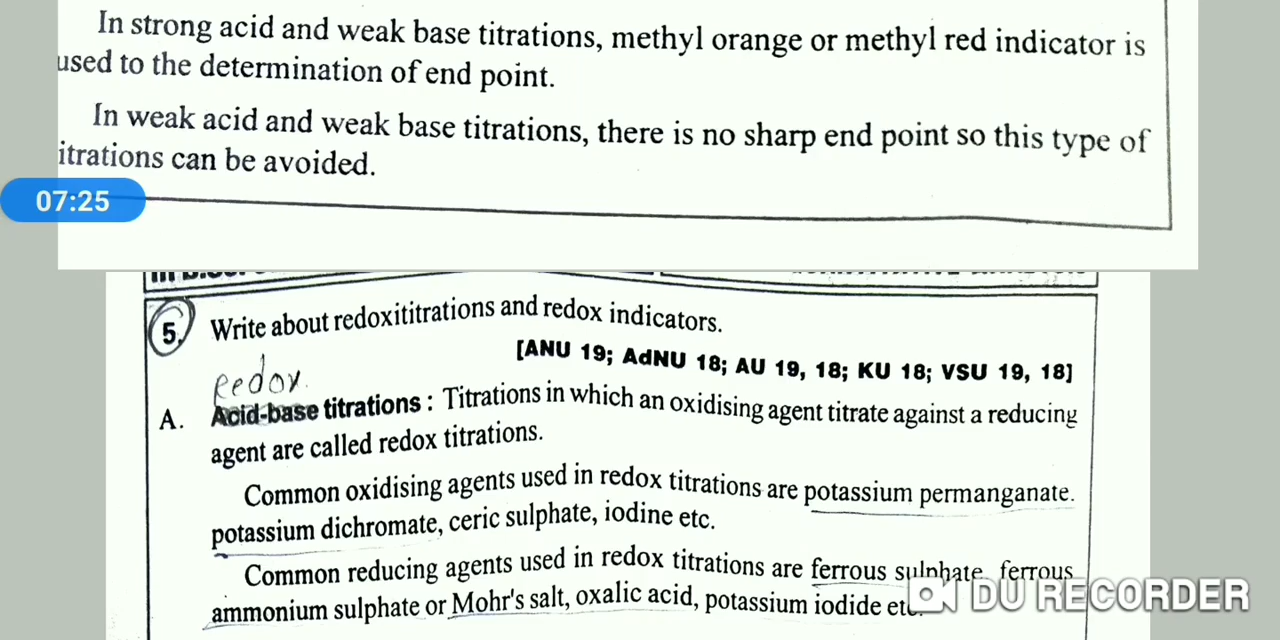 In strong acid and weak base titrations, methyl orange or methyl red indicator is
used to the determination of end point.
In weak acid and weak base titrations, there is no sharp end point so this type of
itrations can be avoided.
07:25
5. Write about redoxititrations and redox indicators.
[ANU 19; AdNU 18; AU 19, 18; KU 18; VSU 19, 18]
Redox
A. Acid-base titrations : Titrations in which an oxidising agent titrate against a reducing
agent are called redox titrations.
Common oxidising agents used in redox titrations are potassium permanganate.
potassium dichromate, ceric sulphate, iodine etc.
Common reducing agents used in redox titrations are ferrous sulphate, ferrous
ammonium sulphate or Mohr's salt, oxalic acid, potassium iodide etc.
DU RECORDER